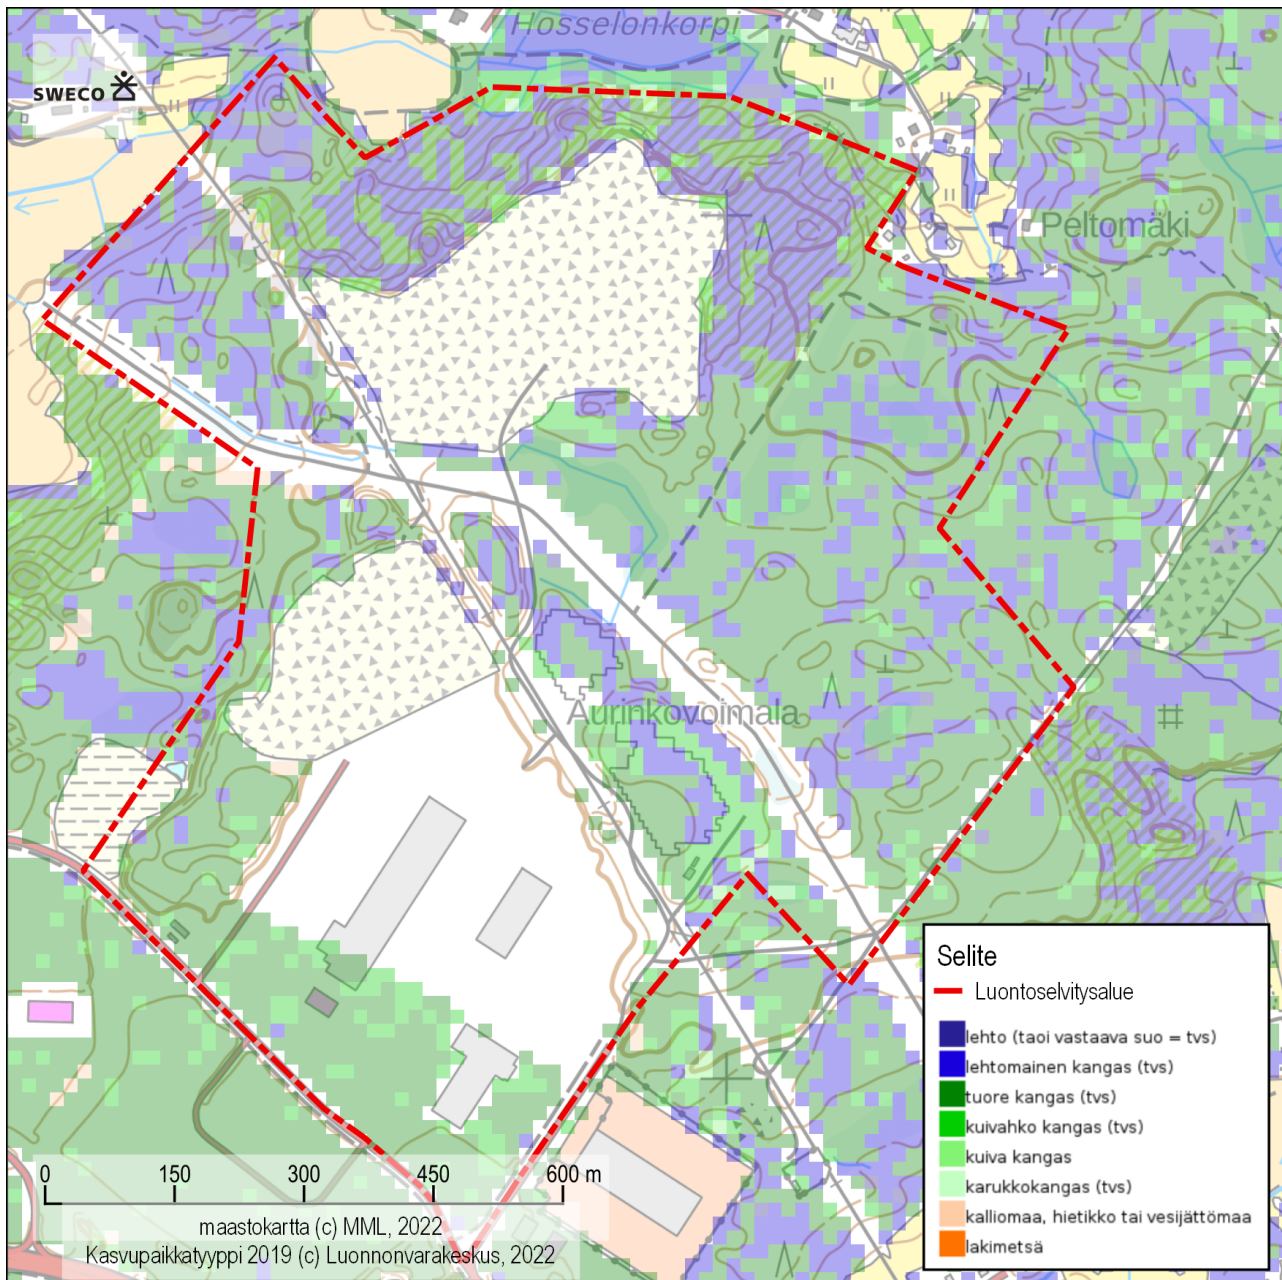 Hosselonkorpi
SWECO
Peltomäki
Aurinkovoimala
Selite
Luontoselvitysalue
lehto (taoi vastaava suo = tvs)
lehtomainen kangas (tvs)
tuore kangas (tvs)
kuivahko kangas (tvs)
kuiva kangas
karukkokangas (tvs)
kalliomaa, hietikko tai vesijättömaa
lakimetsä
0 150 300 450 600 m
maastokartta (c) MML, 2022
Kasvupaikkatyyppi 2019 (c) Luonnonvarakeskus, 2022